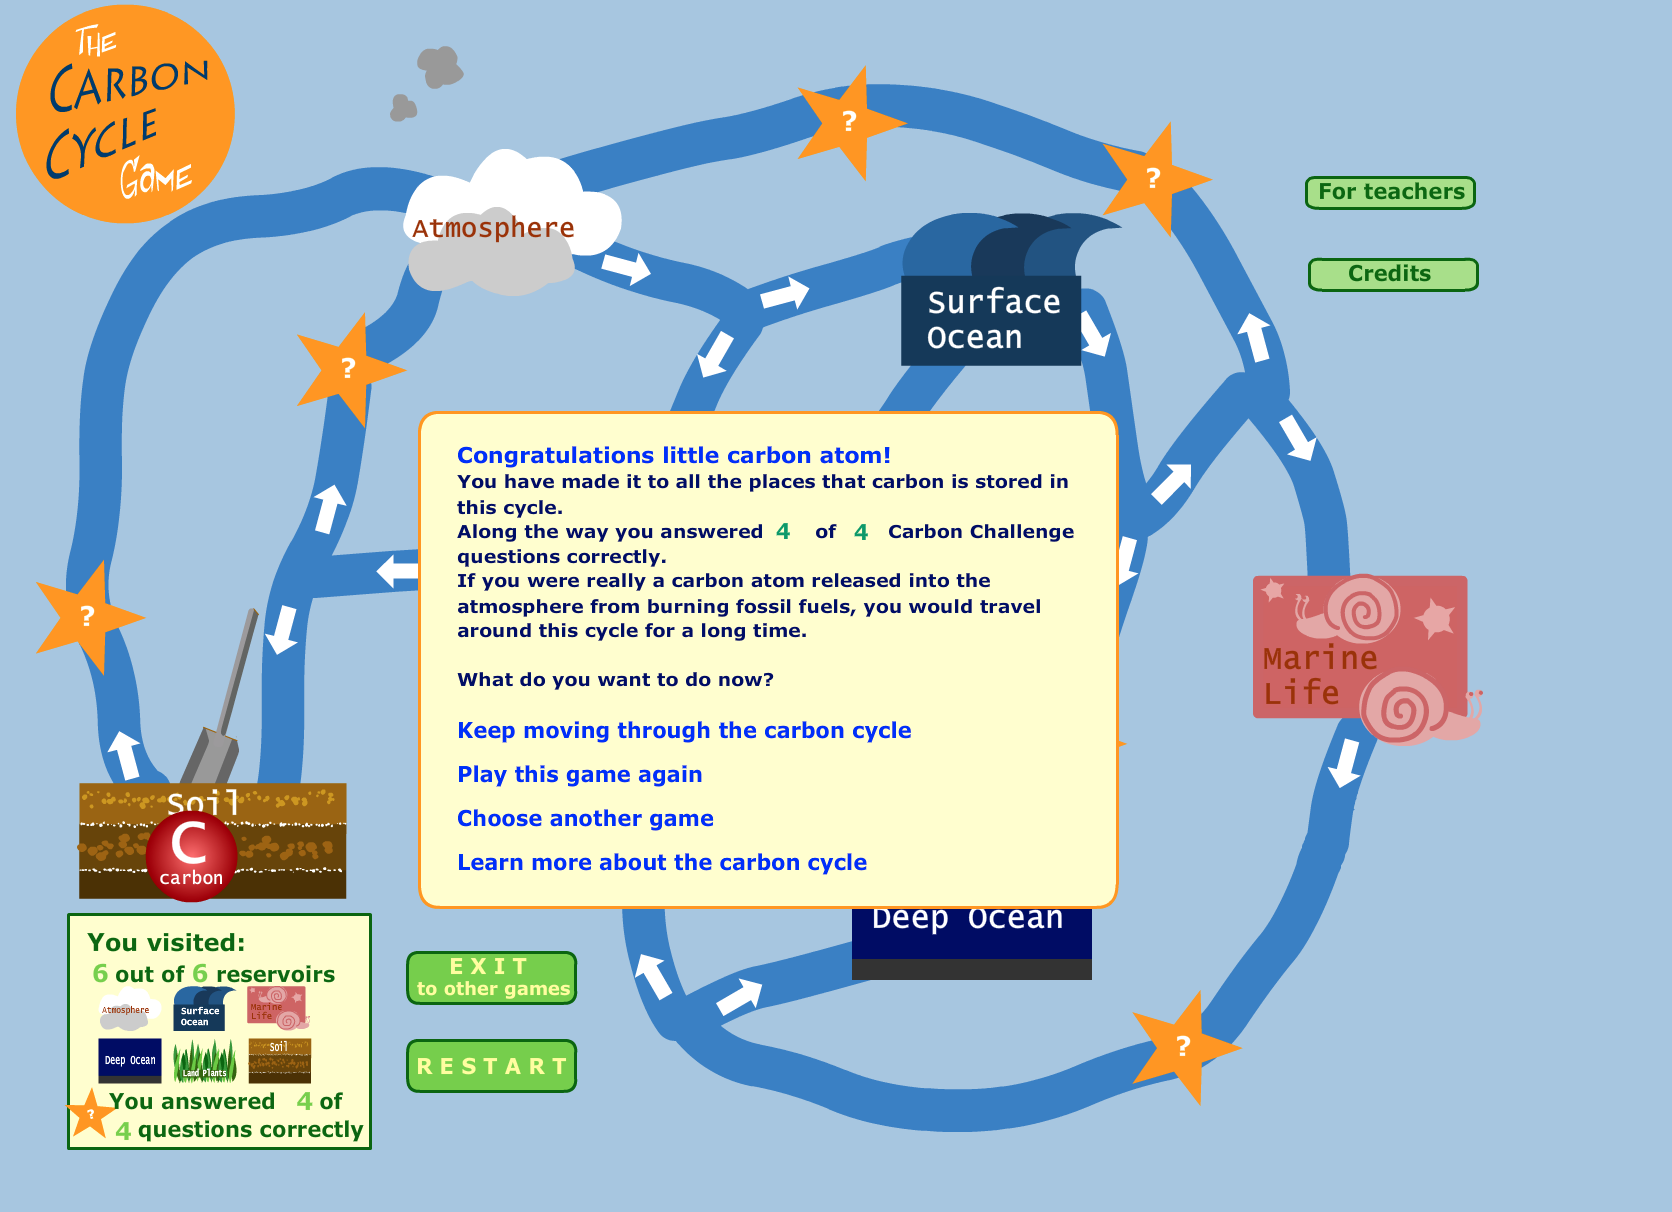 THE
CARBON
CYCLE
GAME
?
?
For teachers
Atmosphere
Credits
Surface
Ocean
?
Congratulations little carbon atom!
You have made it to all the places that carbon is stored in
this cycle.
Along the way you answered 4 of 4 Carbon Challenge
questions correctly.
If you were really a carbon atom released into the
atmosphere from burning fossil fuels, you would travel
around this cycle for a long time.
What do you want to do now?
Keep moving through the carbon cycle
Play this game again
Choose another game
Learn more about the carbon cycle
?
Marine
Life
Soil
C
carbon
Deep Ocean
You visited:
6 out of 6 reservoirs
Atmosphere
Surface
Ocean
Marine
Life
Deep Ocean
Land Plants
Soil
? You answered 4 of
4 questions correctly
EXIT
to other games
RESTART
?